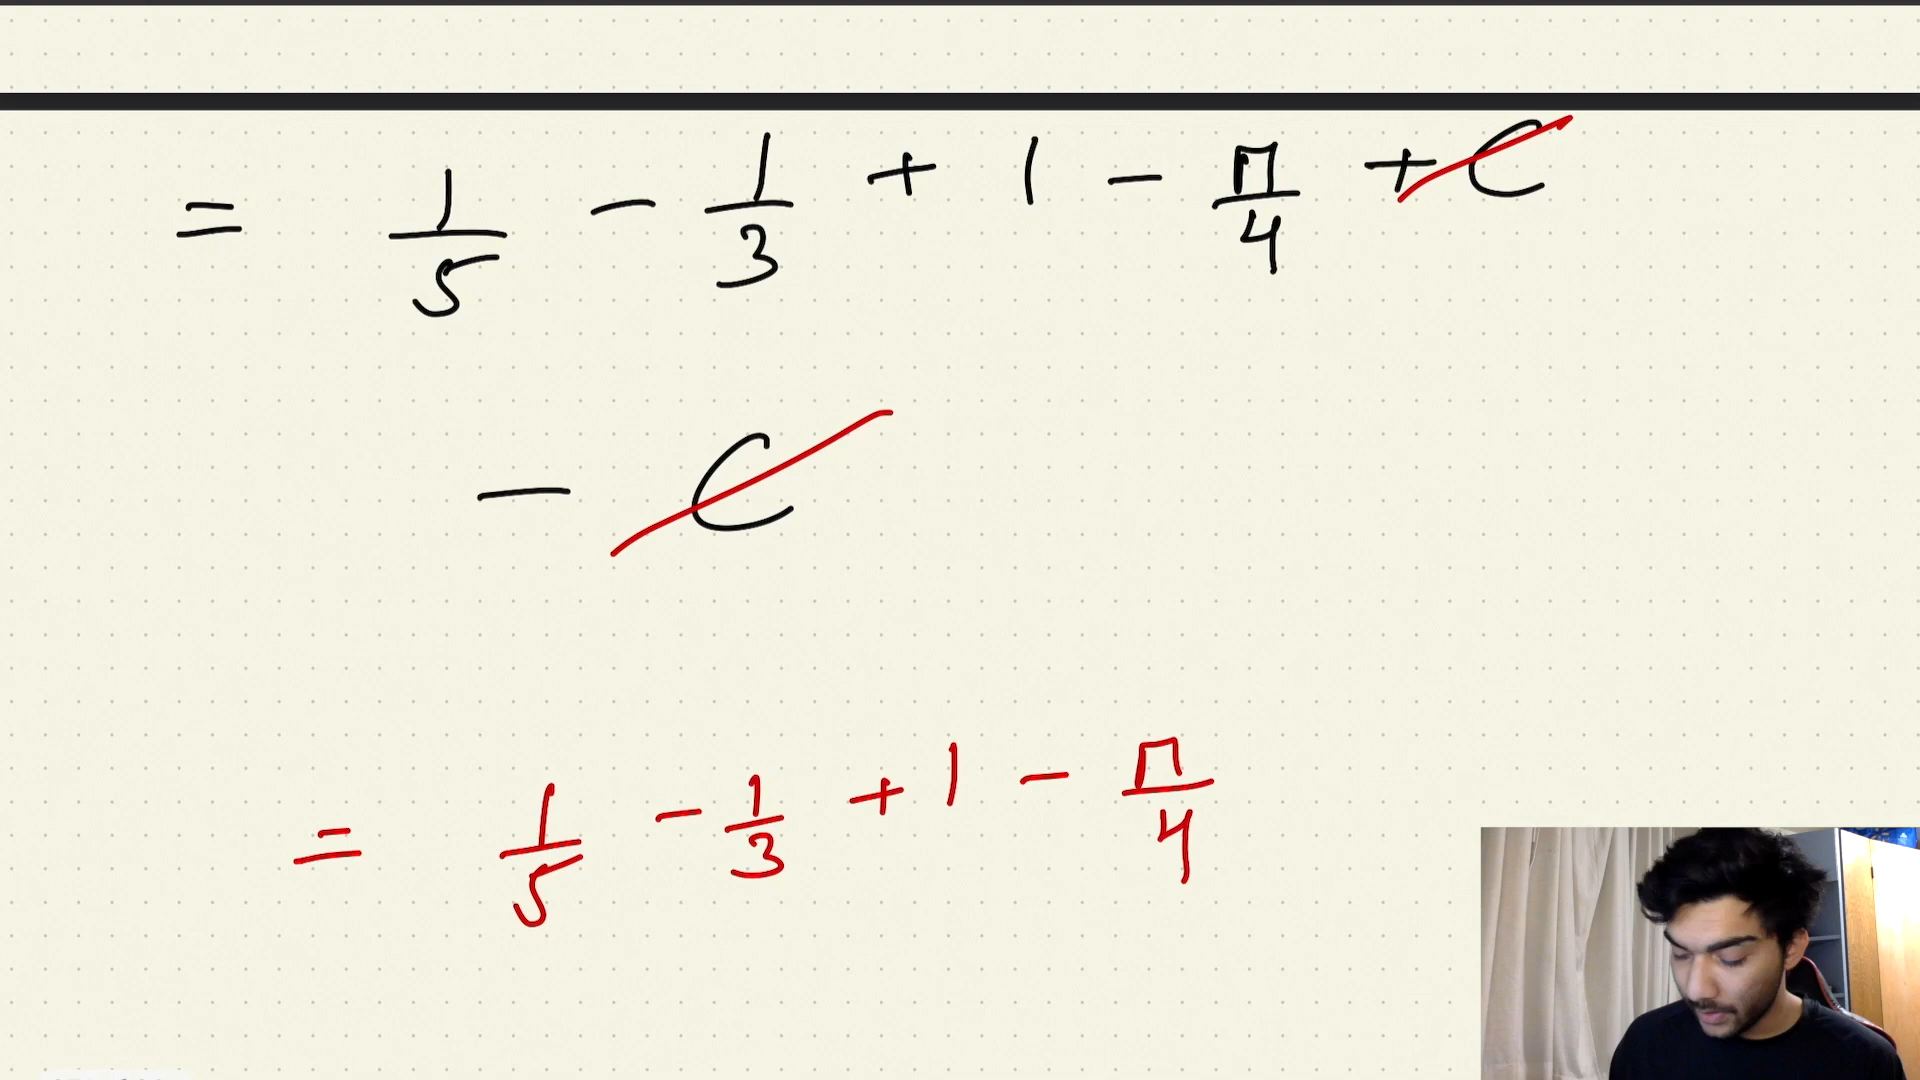 = 1/5 - 1/3 + 1 - π/4 + C
- C
= 1/5 - 1/3 + 1 - π/4